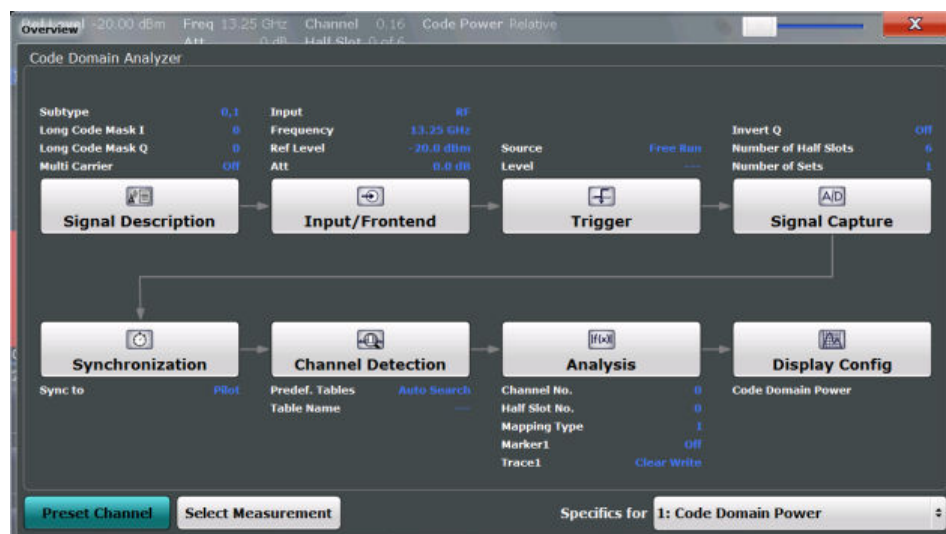 Overview -20.00 dBm Freq 13.25 GHz Channel 0.16 Code Power Relative
Att 0 dB Half Slot 0 of 6
X
Code Domain Analyzer
Subtype 0,1
Long Code Mask I 0
Long Code Mask Q 0
Multi Carrier Off
Input RF
Frequency 13.25 GHz
Ref Level -20.0 dBm
Att 0.0 dB
Source Free Run
Level ---
Invert Q Off
Number of Half Slots 6
Number of Sets 1
Signal Description
Input/Frontend
Trigger
A/D
Signal Capture
Synchronization
Channel Detection
If(x)
Analysis
Display Config
Sync to Pilot
Predef. Tables Auto Search
Table Name ---
Channel No. 0
Half Slot No. 0
Mapping Type I
Marker1 Off
Trace1 Clear Write
Code Domain Power
Preset Channel
Select Measurement
Specifics for 1: Code Domain Power